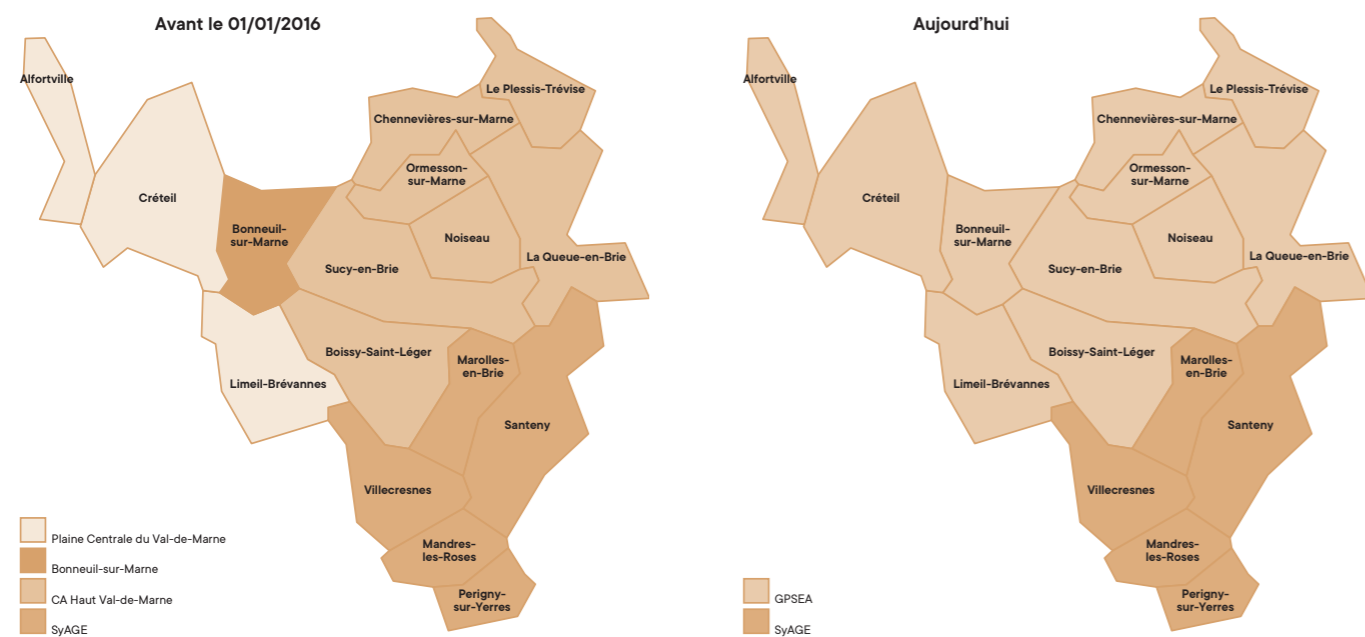 Avant le 01/01/2016
Alfortville
Le Plessis-Trévise
Chennevières-sur-Marne
Ormesson-
sur-Marne
Créteil
Bonneuil-
sur-Marne
Noiseau
La Queue-en-Brie
Sucy-en-Brie
Boissy-Saint-Léger
Marolles-
en-Brie
Limeil-Brévannes
Santeny
Villecresnes
Mandres-
les-Roses
Perigny-
sur-Yerres
Plaine Centrale du Val-de-Marne
Bonneuil-sur-Marne
CA Haut Val-de-Marne
SyAGE
Aujourd'hui
Alfortville
Le Plessis-Trévise
Chennevières-sur-Marne
Ormesson-
sur-Marne
Créteil
Bonneuil-
sur-Marne
Noiseau
La Queue-en-Brie
Sucy-en-Brie
Boissy-Saint-Léger
Marolles-
en-Brie
Limeil-Brévannes
Santeny
Villecresnes
Mandres-
les-Roses
Perigny-
sur-Yerres
GPSEA
SyAGE